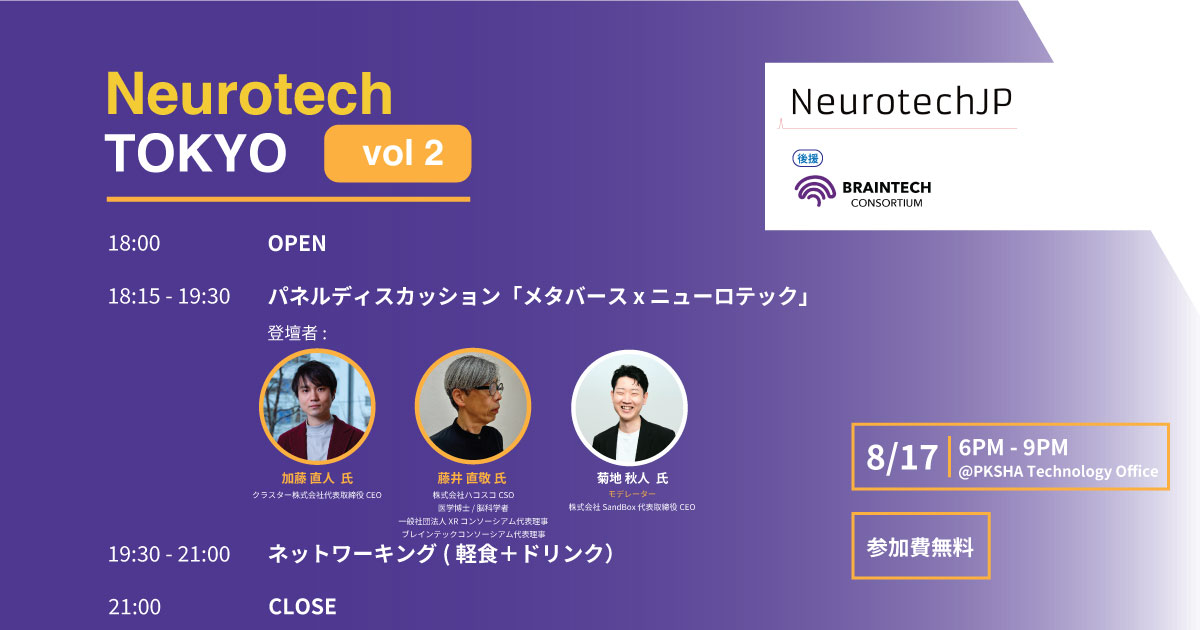 Neurotech
TOKYO
vol 2
NeurotechJP
後援
BRAINTECH
CONSORTIUM
18:00 OPEN
18:15 - 19:30 パネルディスカッション「メタバース x ニューロテック」
登壇者 :
加藤 直人 氏
クラスター株式会社代表取締役 CEO
藤井 直敬 氏
株式会社ハコスコ CSO
医学博士 / 脳科学者
一般社団法人 XR コンソーシアム代表理事
ブレインテックコンソーシアム代表理事
菊地 秋人 氏
モデレーター
株式会社 SandBox 代表取締役 CEO
8/17
6PM - 9PM
@PKSHA Technology Office
参加費無料
19:30 - 21:00 ネットワーキング ( 軽食＋ドリンク）
21:00 CLOSE